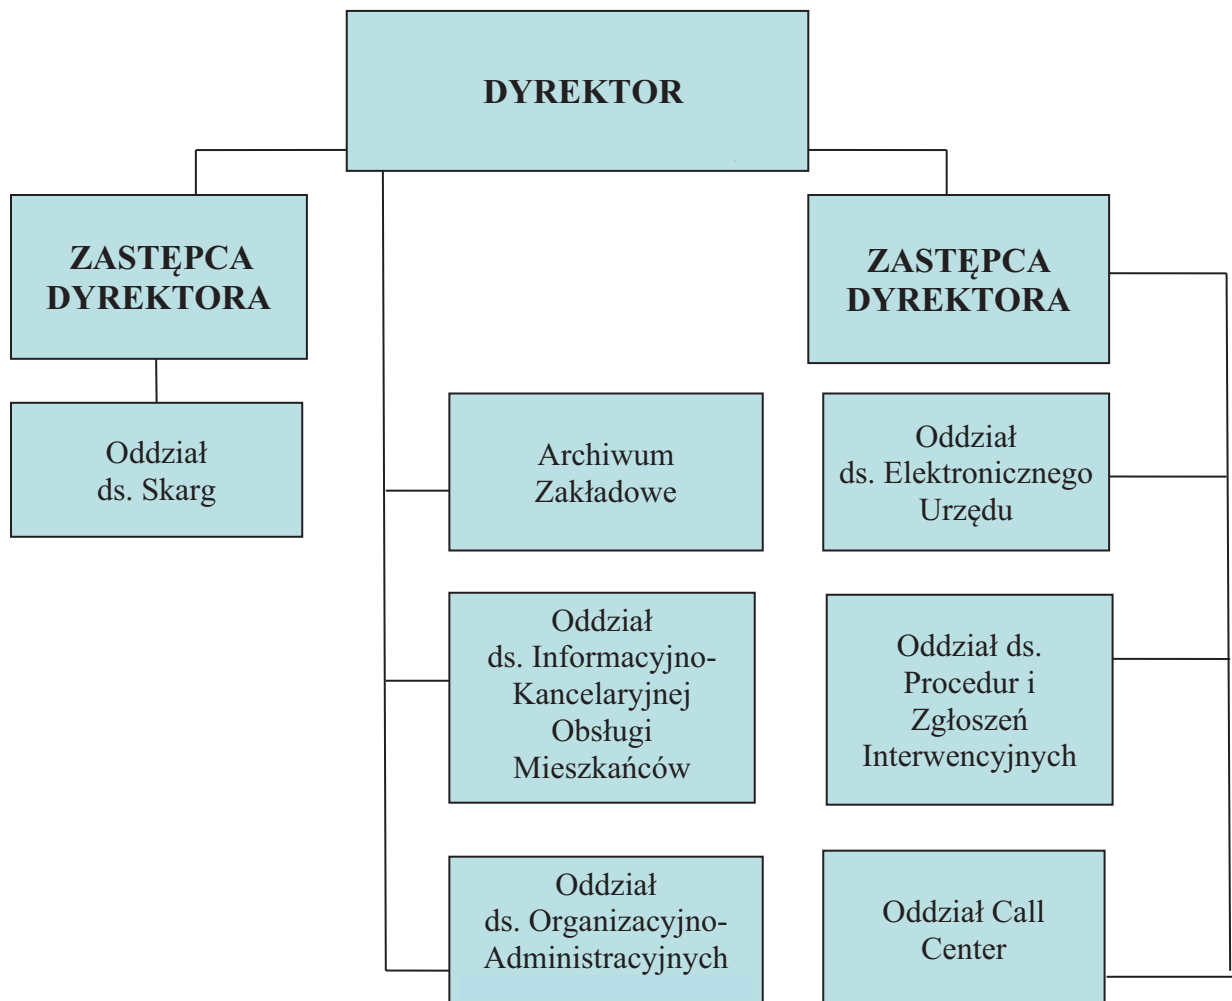 DYREKTOR
ZASTĘPCA
DYREKTORA
ZASTĘPCA
DYREKTORA
Oddział
ds. Skarg
Archiwum
Zakładowe
Oddział
ds. Elektronicznego
Urzędu
Oddział
ds. Informacyjno-
Kancelaryjnej
Obsługi
Mieszkańców
Oddział ds.
Procedur i
Zgłoszeń
Interwencyjnych
Oddział
ds. Organizacyjno-
Administracyjnych
Oddział Call
Center